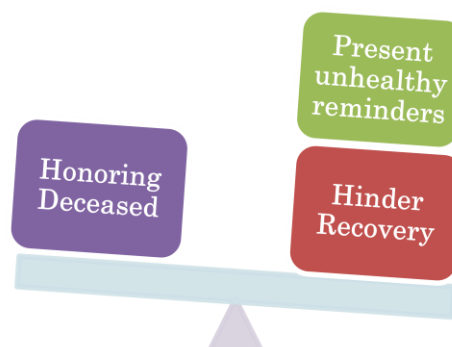 Present
unhealthy
reminders
Honoring
Deceased
Hinder
Recovery